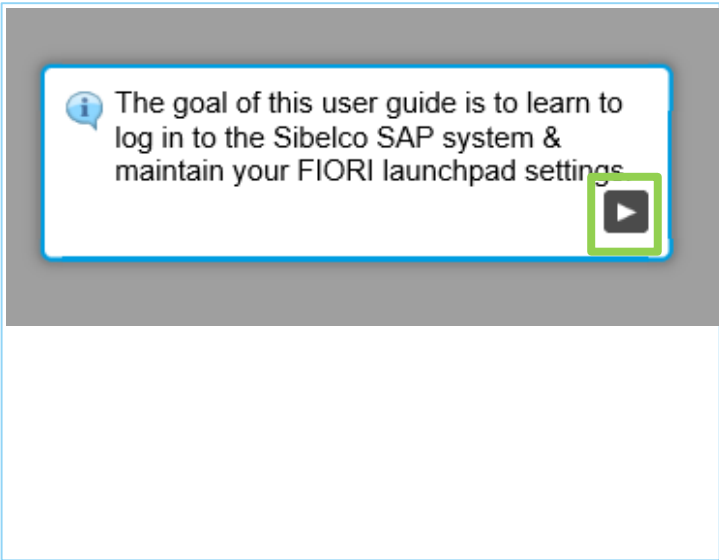 The goal of this user guide is to learn to
log in to the Sibelco SAP system &
maintain your FIORI launchpad settings.